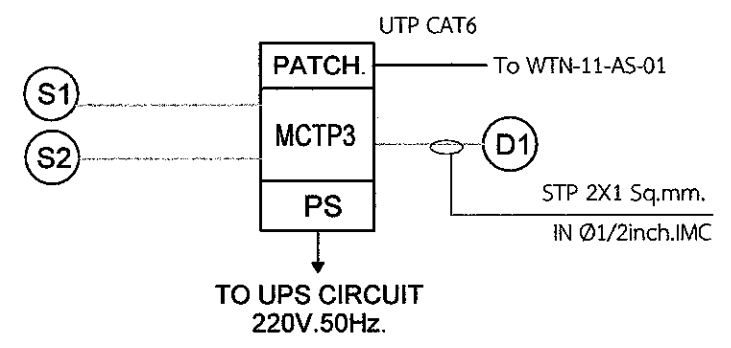 UTP CAT6
PATCH.
To WTN-11-AS-01
S1
MCTP3
D1
S2
STP 2X1 Sq.mm.
PS
IN Ø1/2inch.IMC
TO UPS CIRCUIT
220V.50Hz.